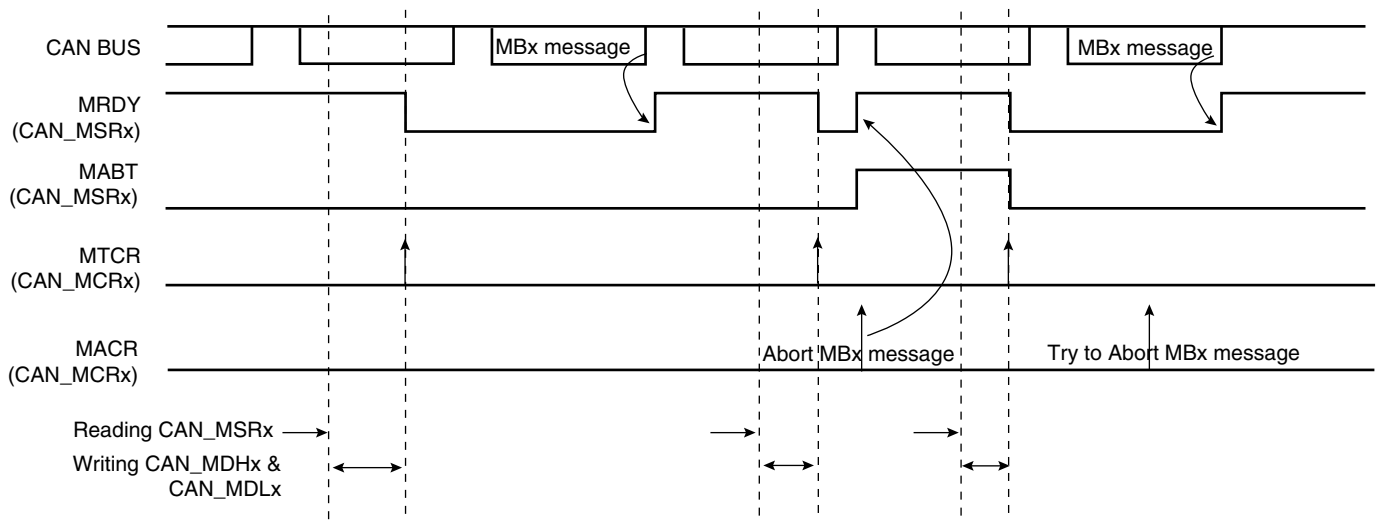 CAN BUS
MBx message
MBx message
MRDY
(CAN_MSRx)
MABT
(CAN_MSRx)
MTCR
(CAN_MCRx)
MACR
(CAN_MCRx)
Abort MBx message
Try to Abort MBx message
Reading CAN_MSRx
Writing CAN_MDHx &
CAN_MDLx